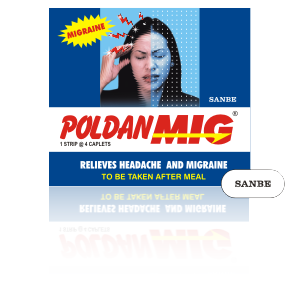 MIGRAINE
SANBE
POLDANMIG®
1 STRIP @ 4 CAPLETS
RELIEVES HEADACHE AND MIGRAINE
TO BE TAKEN AFTER MEAL
SANBE